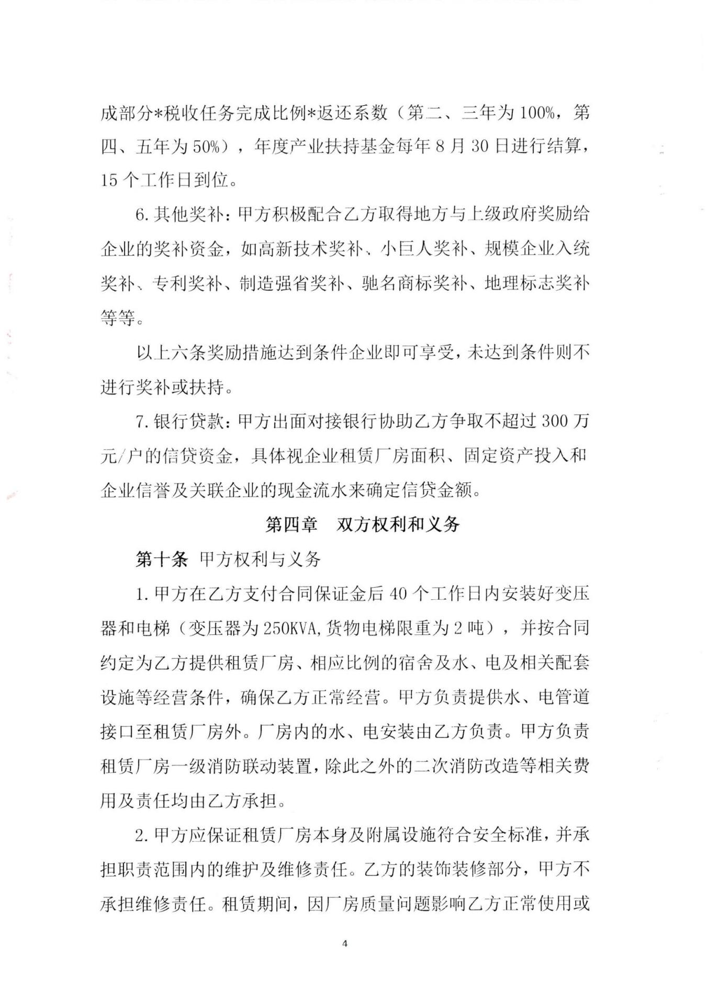 成部分*税收任务完成比例*返还系数（第二、三年为 100%，第
四、五年为 50%），年度产业扶持基金每年 8 月 30 日进行结算，
15 个工作日到位。
6. 其他奖补：甲方积极配合乙方取得地方与上级政府奖励给
企业的奖补资金，如高新技术奖补、小巨人奖补、规模企业入统
奖补、专利奖补、制造强省奖补、驰名商标奖补、地理标志奖补
等等。
以上六条奖励措施达到条件企业即可享受，未达到条件则不
进行奖补或扶持。
7. 银行贷款：甲方出面对接银行协助乙方争取不超过 300 万
元/户的信贷资金，具体视企业租赁厂房面积、固定资产投入和
企业信誉及关联企业的现金流水来确定信贷金额。
第四章　双方权利和义务
第十条 甲方权利与义务
1. 甲方在乙方支付合同保证金后 40 个工作日内安装好变压
器和电梯（变压器为 250KVA,货物电梯限重为 2 吨），并按合同
约定为乙方提供租赁厂房、相应比例的宿舍及水、电及相关配套
设施等经营条件，确保乙方正常经营。甲方负责提供水、电管道
接口至租赁厂房外。厂房内的水、电安装由乙方负责。甲方负责
租赁厂房一级消防联动装置，除此之外的二次消防改造等相关费
用及责任均由乙方承担。
2. 甲方应保证租赁厂房本身及附属设施符合安全标准，并承
担职责范围内的维护及维修责任。乙方的装饰装修部分，甲方不
承担维修责任。租赁期间，因厂房质量问题影响乙方正常使用或
4